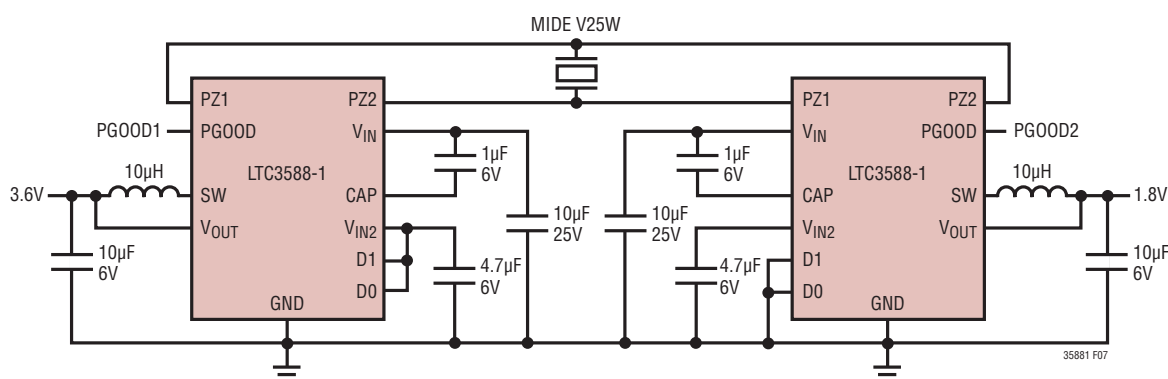 MIDE V25W
PZ1
PZ2
PGOOD1
PGOOD
VIN
1µF
6V
10µH
LTC3588-1
3.6V
SW
CAP
VOUT
VIN2
10µF
25V
10µF
6V
D1
D0
4.7µF
6V
GND
PZ1
PZ2
VIN
PGOOD
PGOOD2
1µF
6V
10µH
LTC3588-1
CAP
SW
1.8V
10µF
25V
VIN2
VOUT
4.7µF
6V
D1
D0
10µF
6V
GND
35881 F07